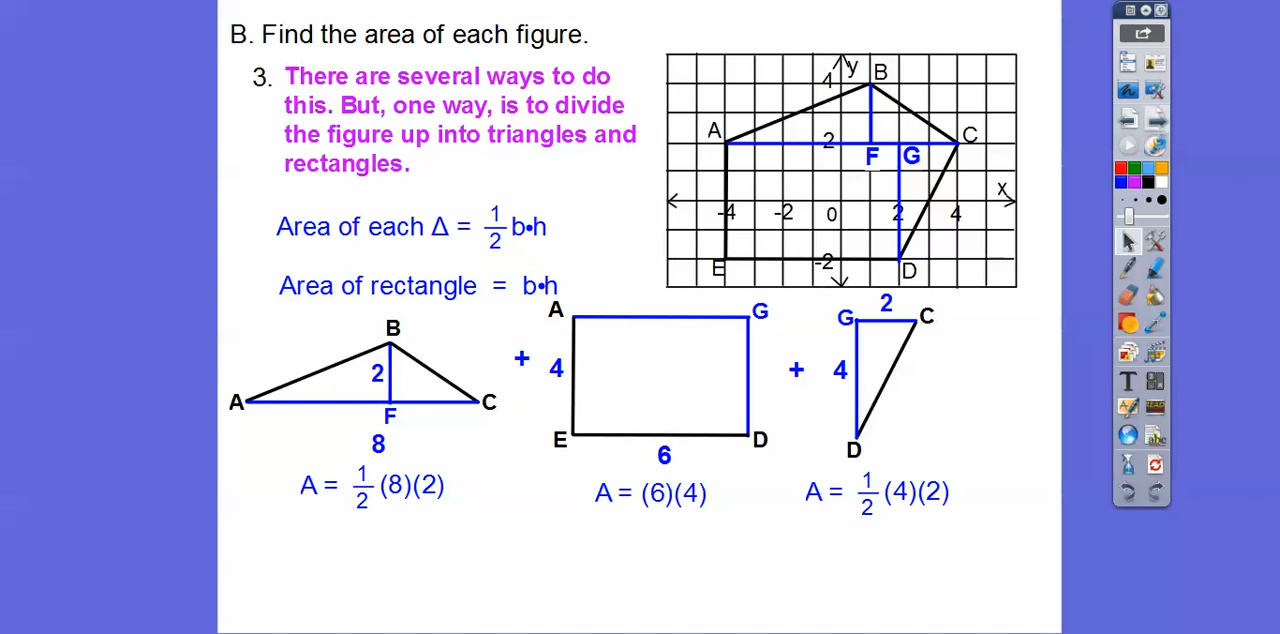 B. Find the area of each figure.
3. There are several ways to do
this. But, one way, is to divide
the figure up into triangles and
rectangles.
Area of each Δ = 1/2 b•h
Area of rectangle = b•h
y
4
B
A
2
C
F
G
x
-4
-2
0
2
4
E
-2
D
B
2
A
F
C
8
A = 1/2 (8)(2)
+
A
G
4
E
D
6
A = (6)(4)
+
2
G
C
4
D
A = 1/2 (4)(2)
T
abc